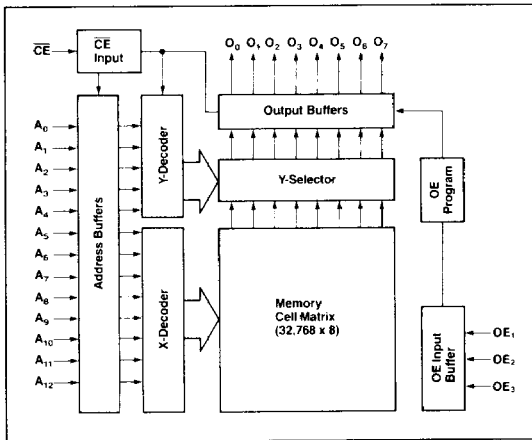 CE
CE
Input
O0 O1 O2 O3 O4 O5 O6 O7
Output Buffers
A0
A1
A2
A3
A4
A5
A6
A7
A8
A9
A10
A11
A12
Address Buffers
Y-Decoder
Y-Selector
OE
Program
X-Decoder
Memory
Cell Matrix
(32,768 x 8)
OE Input
Buffer
OE1
OE2
OE3